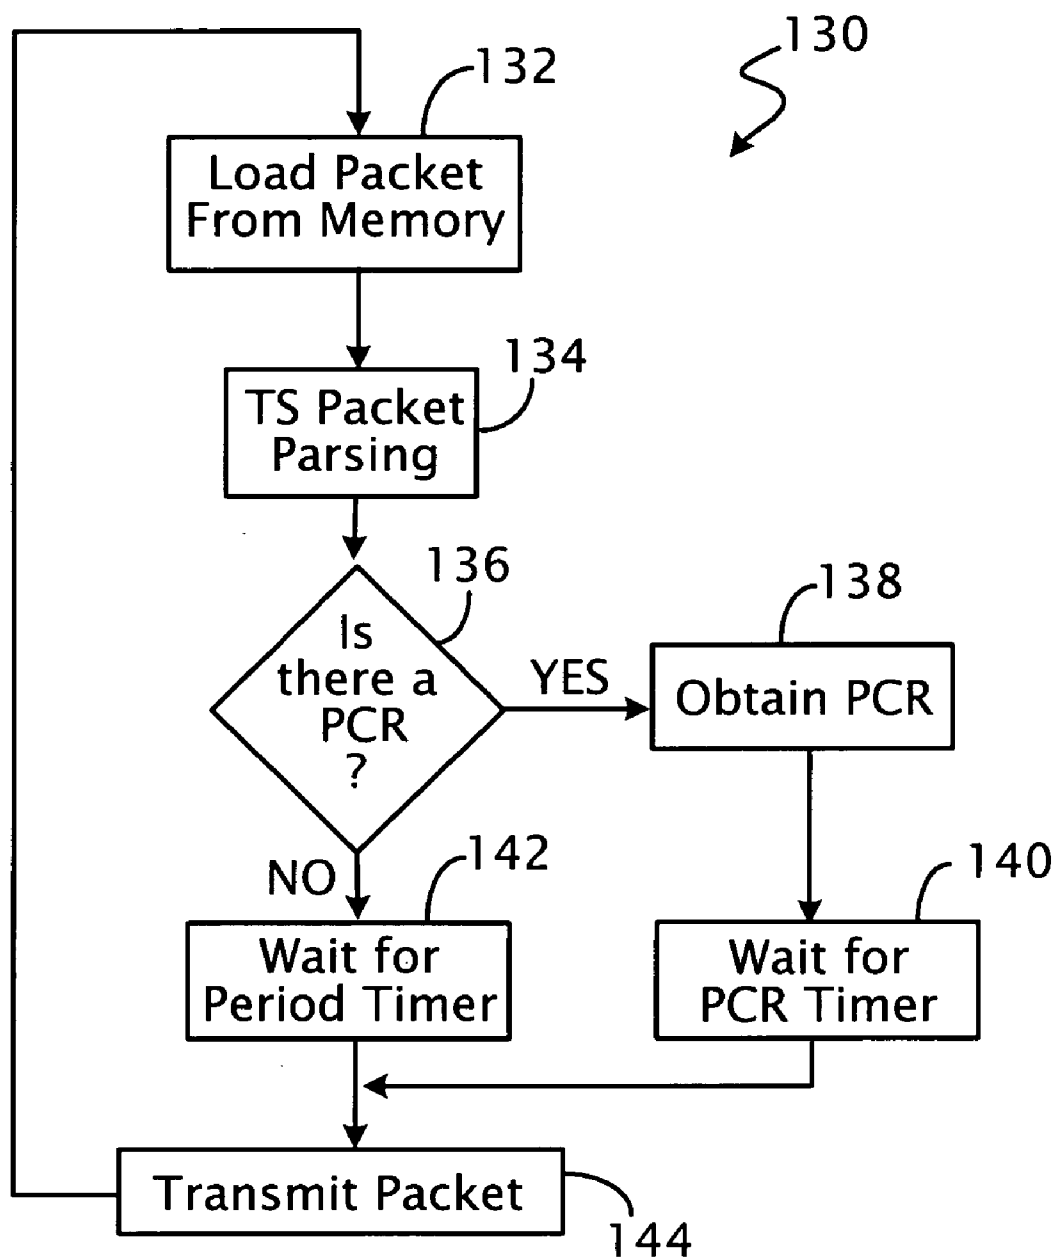 130
132
Load Packet
From Memory
134
TS Packet
Parsing
136
Is
there a
PCR
?
YES
138
Obtain PCR
NO
142
Wait for
Period Timer
140
Wait for
PCR Timer
Transmit Packet
144